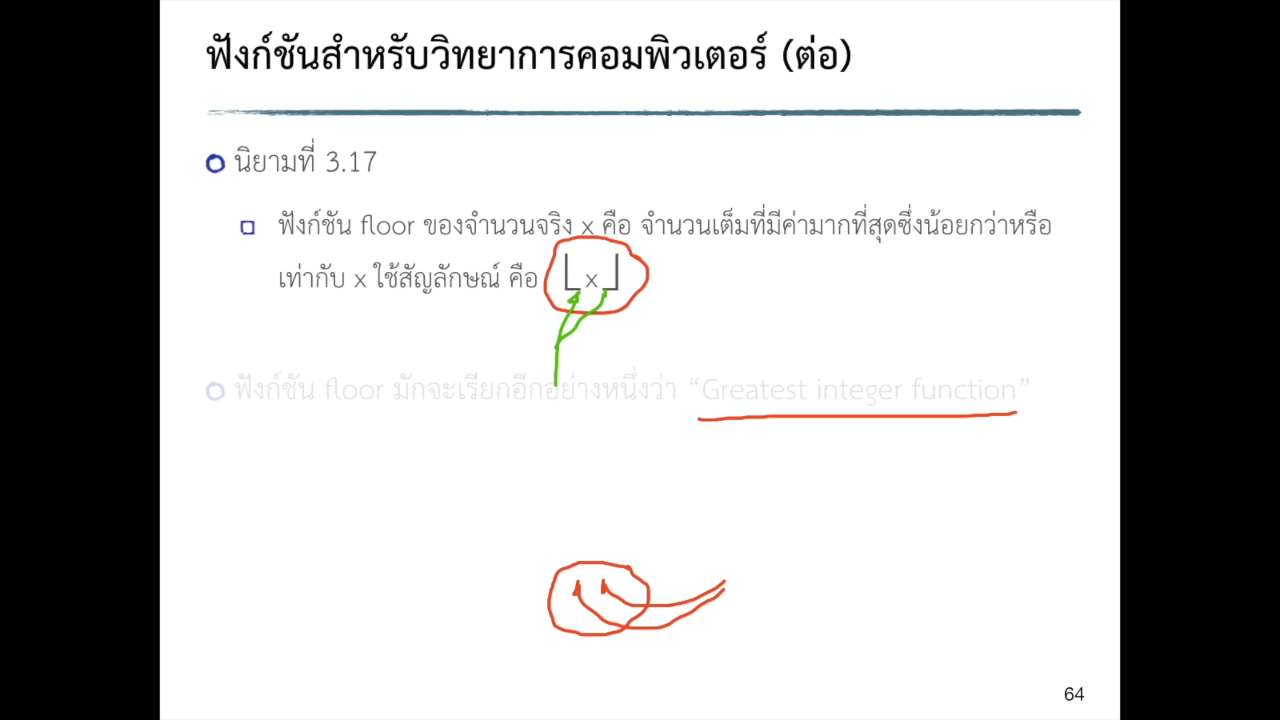 ฟังก์ชันสำหรับวิทยาการคอมพิวเตอร์ (ต่อ)
นิยามที่ 3.17
ฟังก์ชัน floor ของจำนวนจริง x คือ จำนวนเต็มที่มีค่ามากที่สุดซึ่งน้อยกว่าหรือ
เท่ากับ x ใช้สัญลักษณ์ คือ ⌊x⌋
ฟังก์ชัน floor มักจะเรียกอีกอย่างหนึ่งว่า “Greatest integer function”
64